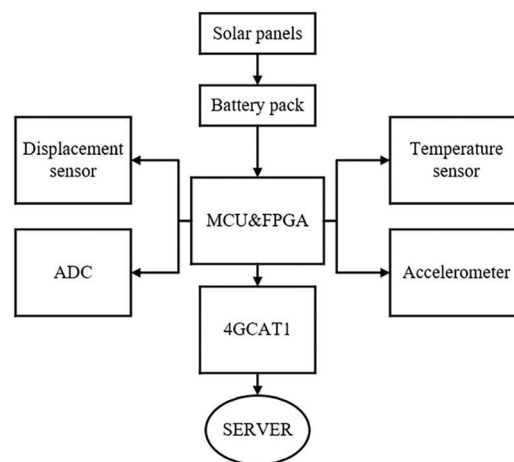 Solar panels
Battery pack
Displacement
sensor
Temperature
sensor
MCU&FPGA
ADC
Accelerometer
4GCAT1
SERVER